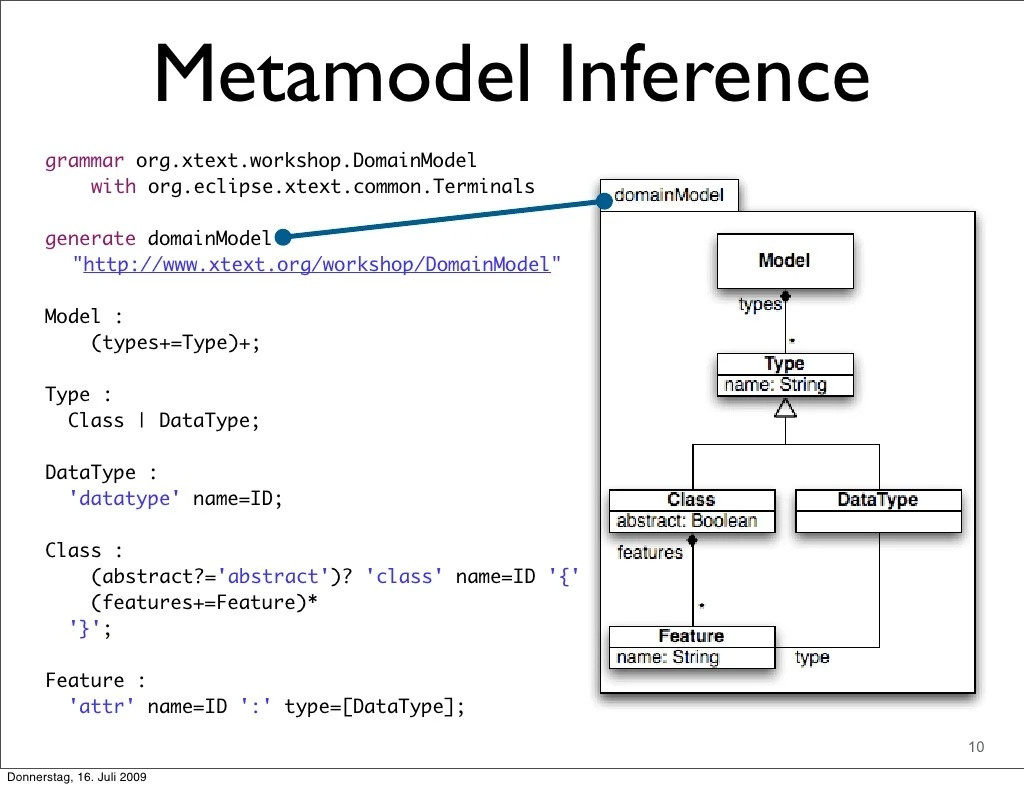 Metamodel Inference
grammar org.xtext.workshop.DomainModel
with org.eclipse.xtext.common.Terminals
generate domainModel
"http://www.xtext.org/workshop/DomainModel"
Model :
(types+=Type)+;
Type :
Class | DataType;
DataType :
'datatype' name=ID;
Class :
(abstract?='abstract')? 'class' name=ID '{'
(features+=Feature)*
'}';
Feature :
'attr' name=ID ':' type=[DataType];
domainModel
Model
types
*
Type
name: String
Class
abstract: Boolean
DataType
features
*
Feature
name: String
type
10
Donnerstag, 16. Juli 2009